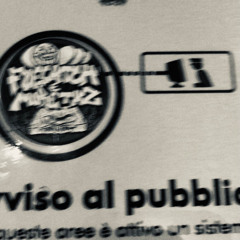 vviso al pubblic
queste aree è attivo un sistem